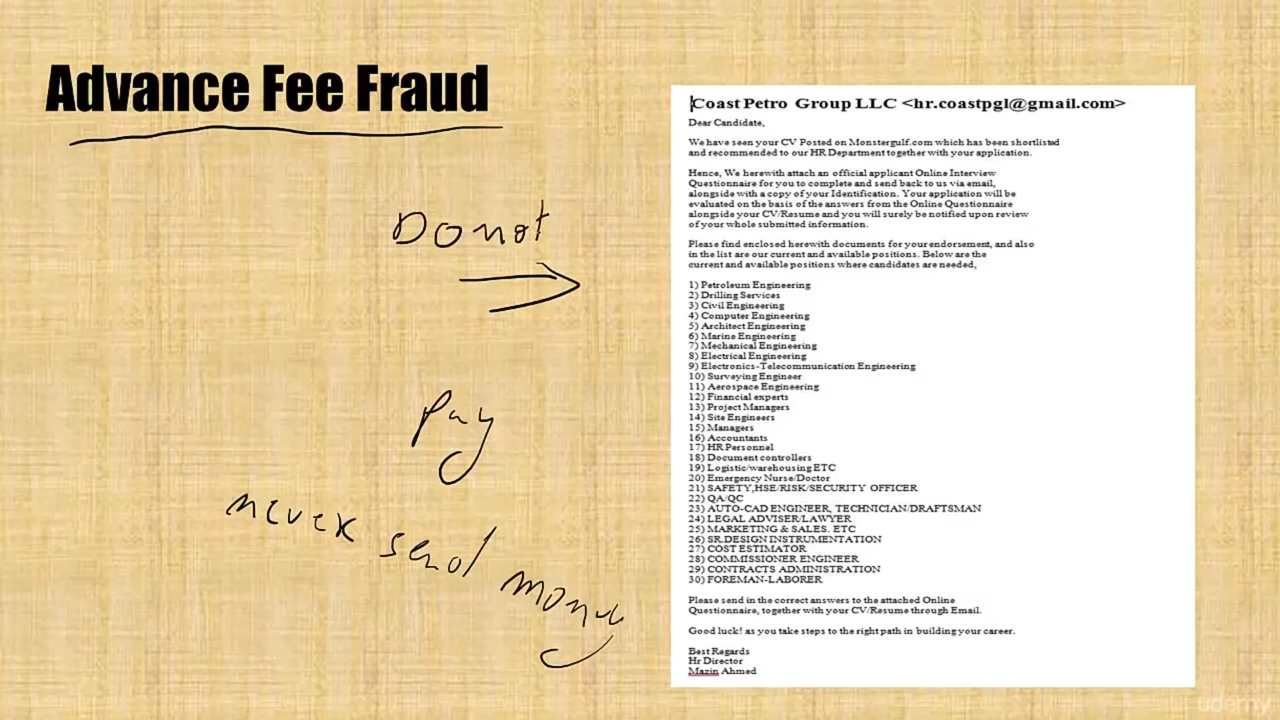 Advance Fee Fraud
Do not
Pay
never send money
Coast Petro Group LLC <hr.coastpgl@gmail.com>
Dear Candidate,
We have seen your CV Posted on Monstergulf.com which has been shortlisted
and recommended to our HR Department together with your application.
Hence, We herewith attach an official applicant Online Interview
Questionnaire for you to complete and send back to us via email,
alongside with a copy of your Identification. Your application will be
evaluated on the basis of the answers from the Online Questionnaire
alongside your CV/Resume and you will surely be notified upon review
of your whole submitted information.
Please find enclosed herewith documents for your endorsement, and also
in the list are our current and available positions. Below are the
current and available positions where candidates are needed,
1) Petroleum Engineering
2) Drilling Services
3) Civil Engineering
4) Computer Engineering
5) Architect Engineering
6) Marine Engineering
7) Mechanical Engineering
8) Electrical Engineering
9) Electronics-Telecommunication Engineering
10) Surveying Engineer
11) Aerospace Engineering
12) Financial experts
13) Project Managers
14) Site Engineers
15) Managers
16) Accountants
17) HR Personnel
18) Document controllers
19) Logistic/warehousing ETC
20) Emergency Nurse/Doctor
21) SAFETY,HSE/RISK/SECURITY OFFICER
22) QA/QC
23) AUTO-CAD ENGINEER, TECHNICIAN/DRAFTSMAN
24) LEGAL ADVISER/LAWYER
25) MARKETING & SALES. ETC
26) SR.DESIGN INSTRUMENTATION
27) COST ESTIMATOR
28) COMMISSIONER ENGINEER
29) CONTRACTS ADMINISTRATION
30) FOREMAN-LABORER
Please send in the correct answers to the attached Online
Questionnaire, together with your CV/Resume through Email.
Good luck! as you take steps to the right path in building your career.
Best Regards
Hr Director
Mazin Ahmed
udemy